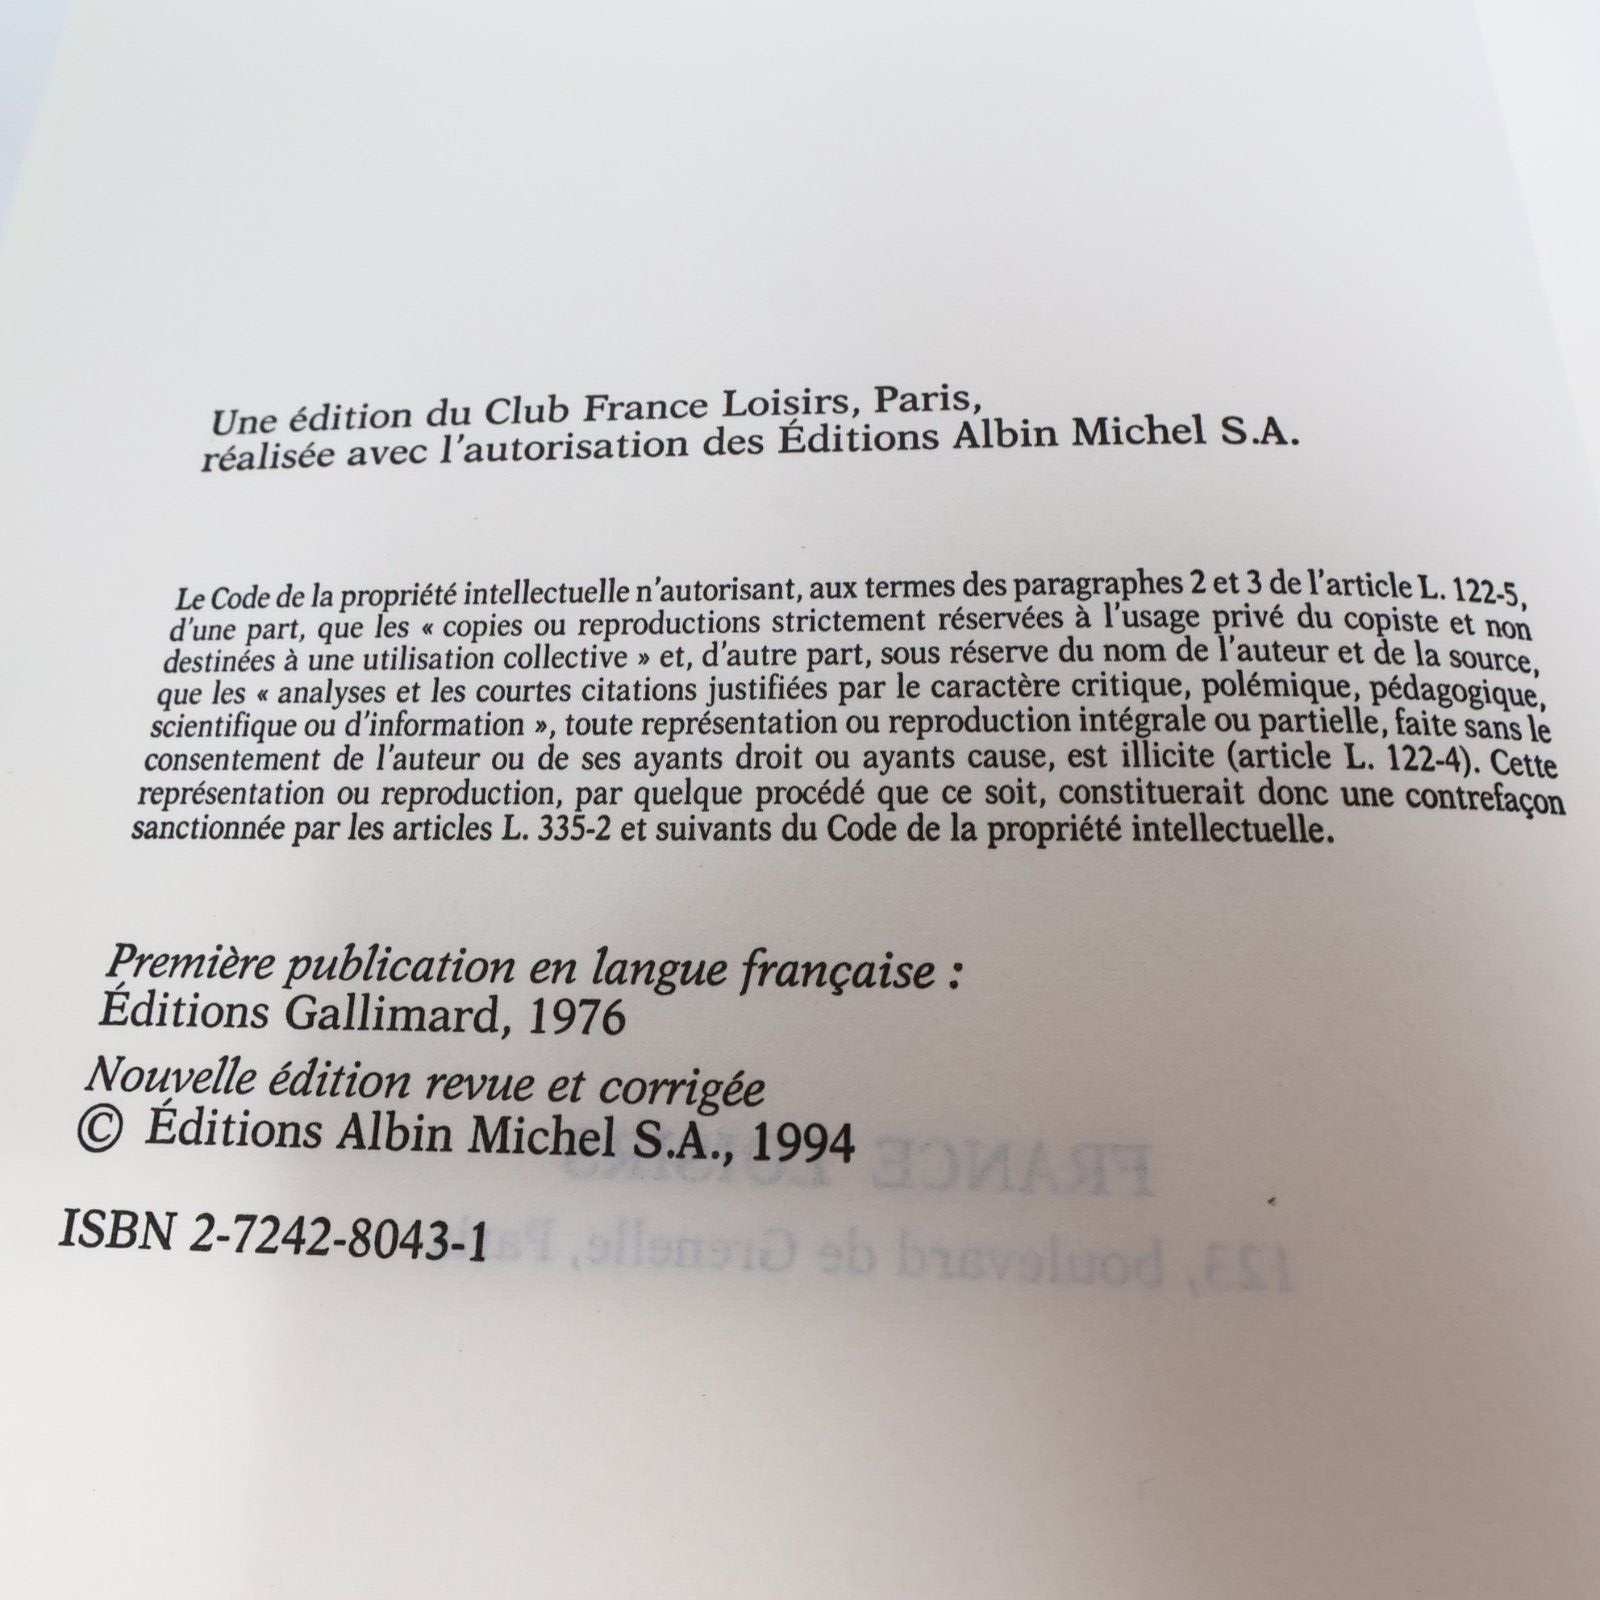 Une édition du Club France Loisirs, Paris,
réalisée avec l'autorisation des Éditions Albin Michel S.A.
Le Code de la propriété intellectuelle n'autorisant, aux termes des paragraphes 2 et 3 de l'article L. 122-5,
d'une part, que les « copies ou reproductions strictement réservées à l'usage privé du copiste et non
destinées à une utilisation collective » et, d'autre part, sous réserve du nom de l'auteur et de la source,
que les « analyses et les courtes citations justifiées par le caractère critique, polémique, pédagogique,
scientifique ou d'information », toute représentation ou reproduction intégrale ou partielle, faite sans le
consentement de l'auteur ou de ses ayants droit ou ayants cause, est illicite (article L. 122-4). Cette
représentation ou reproduction, par quelque procédé que ce soit, constituerait donc une contrefaçon
sanctionnée par les articles L. 335-2 et suivants du Code de la propriété intellectuelle.
Première publication en langue française :
Éditions Gallimard, 1976
Nouvelle édition revue et corrigée
© Éditions Albin Michel S.A., 1994
FRANCE LOISIRS
123, boulevard de Grenelle, Paris
ISBN 2-7242-8043-1